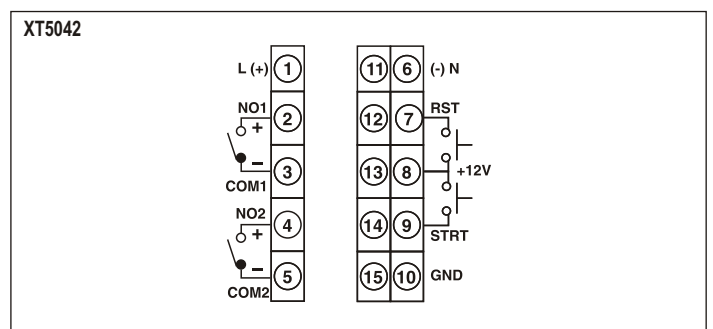 XT5042
L (+) 1 11 6 (-) N
NO1 2 12 7 RST
+
−
COM1 3 13 8 +12V
NO2 4 14 9 STRT
+
−
COM2 5 15 10 GND